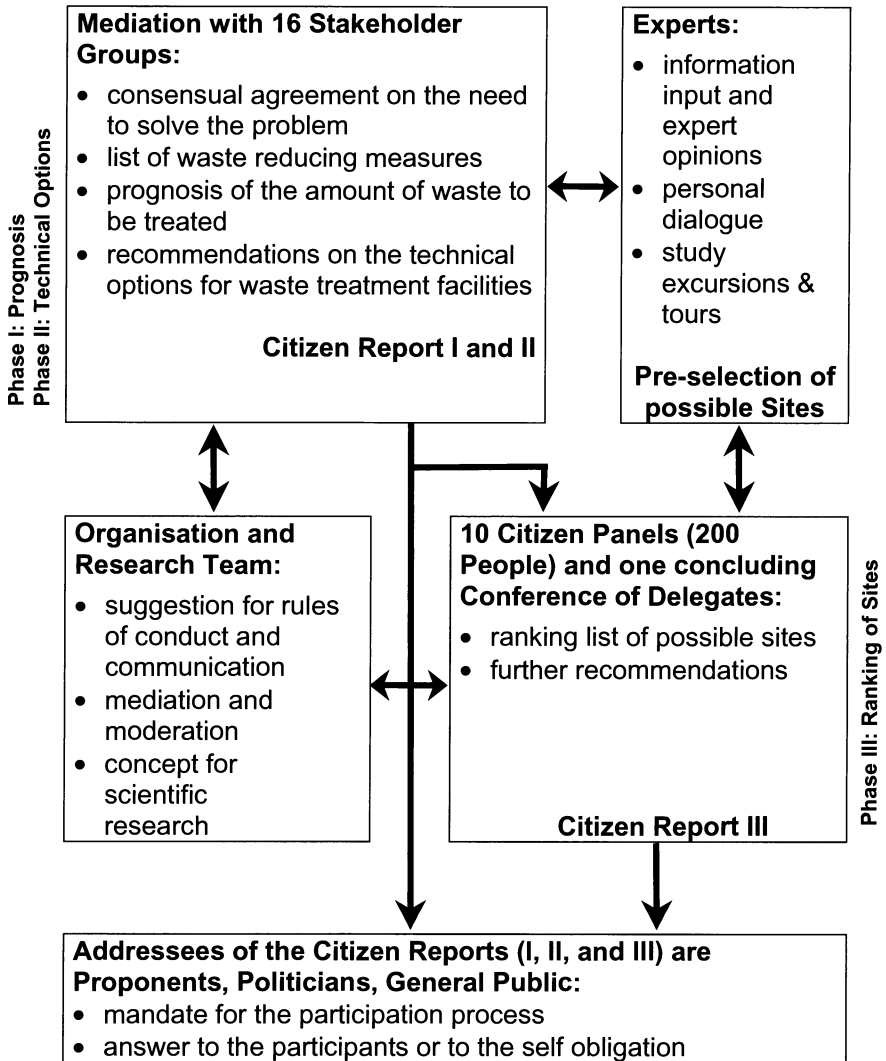 Mediation with 16 Stakeholder
Groups:
• consensual agreement on the need
to solve the problem
• list of waste reducing measures
• prognosis of the amount of waste to
be treated
• recommendations on the technical
options for waste treatment facilities
Citizen Report I and II
Experts:
• information
input and
expert
opinions
• personal
dialogue
• study
excursions &
tours
Pre-selection of
possible Sites
Phase I: Prognosis
Phase II: Technical Options
Organisation and
Research Team:
• suggestion for rules
of conduct and
communication
• mediation and
moderation
• concept for
scientific
research
10 Citizen Panels (200
People) and one concluding
Conference of Delegates:
• ranking list of possible sites
• further recommendations
Citizen Report III
Phase III: Ranking of Sites
Addressees of the Citizen Reports (I, II, and III) are
Proponents, Politicians, General Public:
• mandate for the participation process
• answer to the participants or to the self obligation